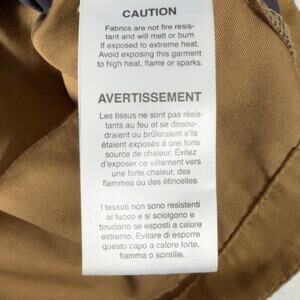 CAUTION
Fabrics are not fire resis-
tant and will melt or burn
if exposed to extreme heat.
Avoid exposing this garment
to high heat, flame or sparks.
AVERTISSEMENT
Les tissus ne sont pas résis-
tants au feu et se dissou-
draient ou brûleraient s'ils
étaient exposés à une forte
source de chaleur. Évitez
d'exposer ce vêtement vers
une forte chaleur, des
flammes ou des étincelles.
I tessuti non sono resistenti
al fuoco e si sciolgono e
bruciano se esposti a calore
estremo. Evitare di esporre
questo capo a calore forte,
fiamma o scintille.